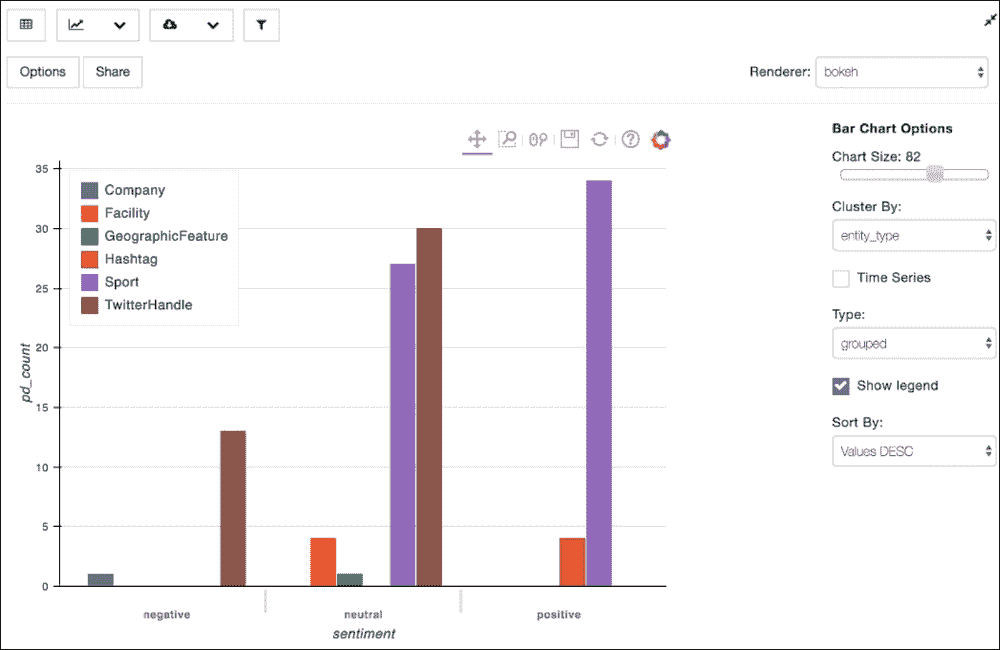 Options
Share
Renderer:
bokeh
Bar Chart Options
Chart Size: 82
Cluster By:
entity_type
Time Series
Type:
grouped
Show legend
Sort By:
Values DESC
Company
Facility
GeographicFeature
Hashtag
Sport
TwitterHandle
pd_count
35
30
25
20
15
10
5
0
negative
neutral
positive
sentiment